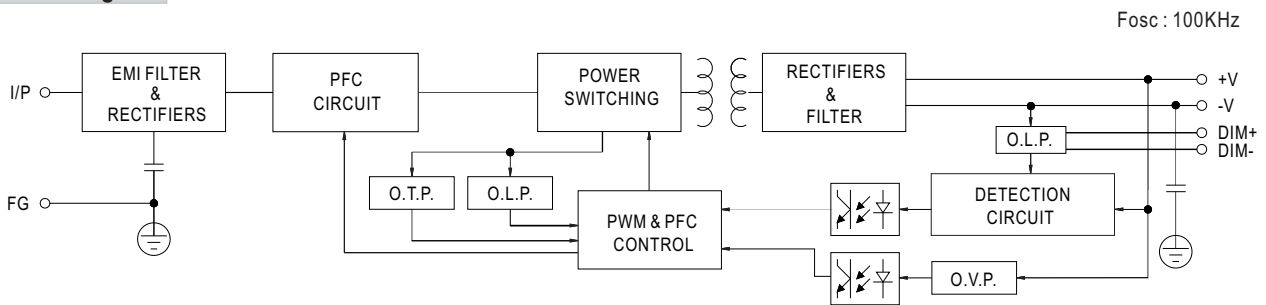 Fosc : 100KHz
I/P
EMI FILTER
&
RECTIFIERS
PFC
CIRCUIT
POWER
SWITCHING
RECTIFIERS
&
FILTER
+V
-V
DIM+
DIM-
O.L.P.
FG
O.T.P.
O.L.P.
PWM & PFC
CONTROL
DETECTION
CIRCUIT
O.V.P.